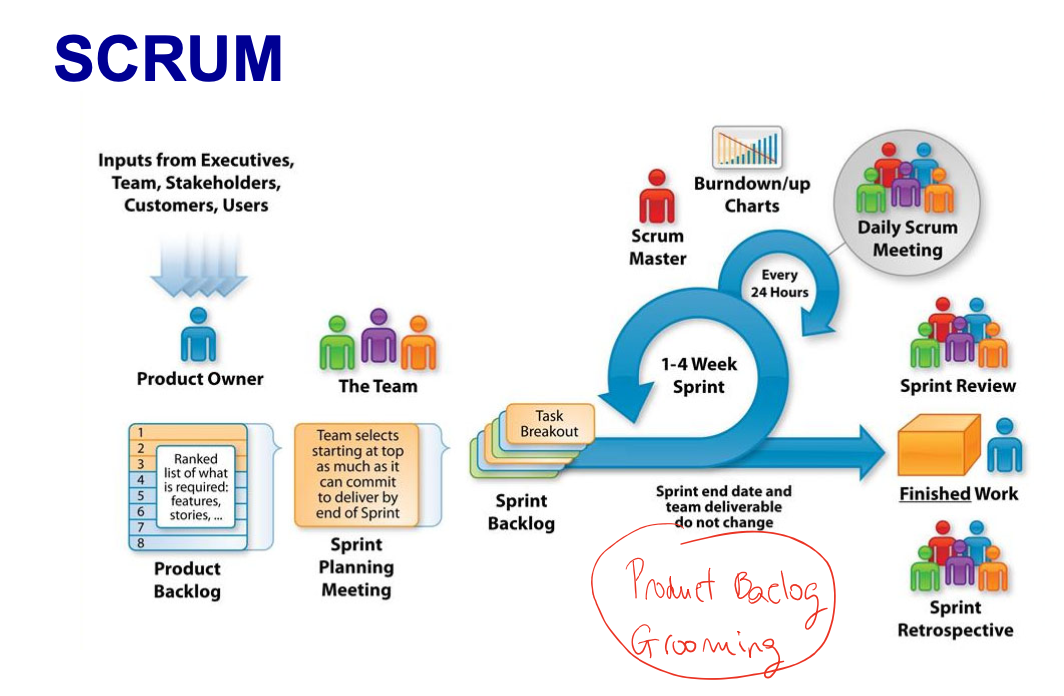 SCRUM
Inputs from Executives,
Team, Stakeholders,
Customers, Users
Product Owner
The Team
1
2
3
4
5
6
7
8
Ranked
list of what
is required:
features,
stories, ...
Product
Backlog
Team selects
starting at top
as much as it
can commit
to deliver by
end of Sprint
Sprint
Planning
Meeting
Task
Breakout
Sprint
Backlog
Scrum
Master
Burndown/up
Charts
Every
24 Hours
Daily Scrum
Meeting
1-4 Week
Sprint
Sprint end date and
team deliverable
do not change
Product Baclog
Grooming
Sprint Review
Finished Work
Sprint
Retrospective